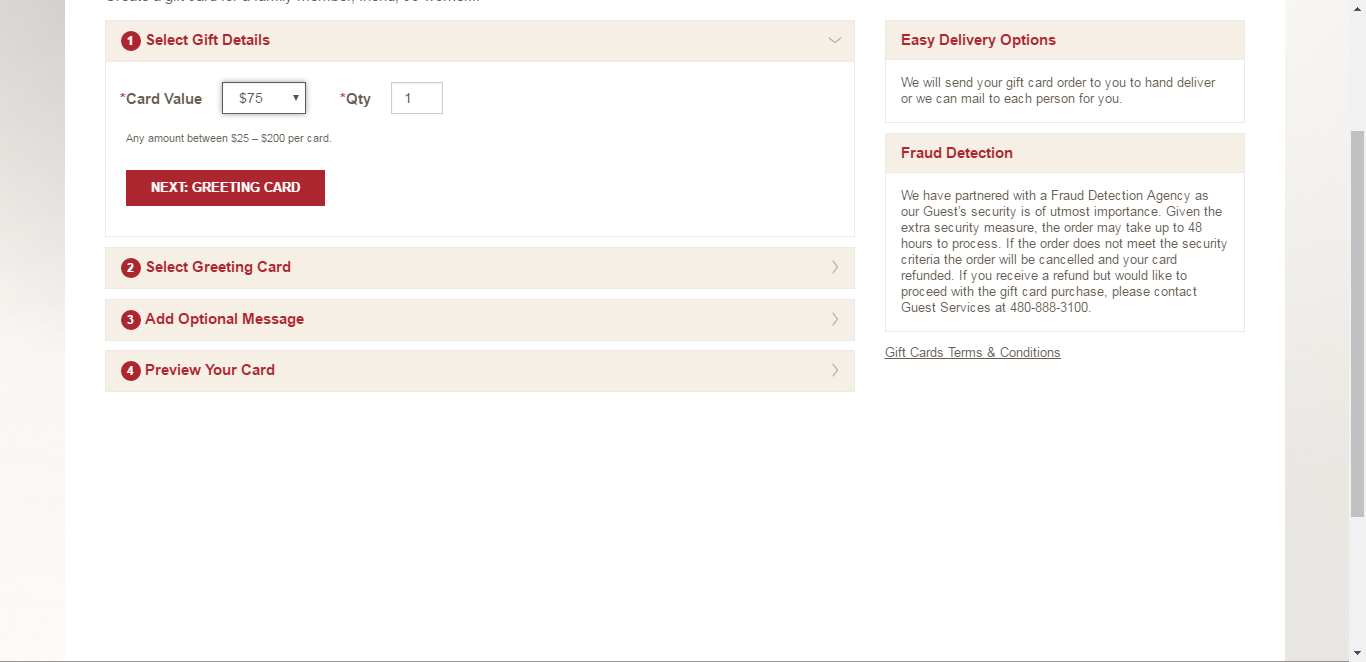 1 Select Gift Details
*Card Value $75 *Qty 1
Any amount between $25 – $200 per card.
NEXT: GREETING CARD
2 Select Greeting Card
3 Add Optional Message
4 Preview Your Card
Easy Delivery Options
We will send your gift card order to you to hand deliver
or we can mail to each person for you.
Fraud Detection
We have partnered with a Fraud Detection Agency as
our Guest's security is of utmost importance. Given the
extra security measure, the order may take up to 48
hours to process. If the order does not meet the security
criteria the order will be cancelled and your card
refunded. If you receive a refund but would like to
proceed with the gift card purchase, please contact
Guest Services at 480-888-3100.
Gift Cards Terms & Conditions